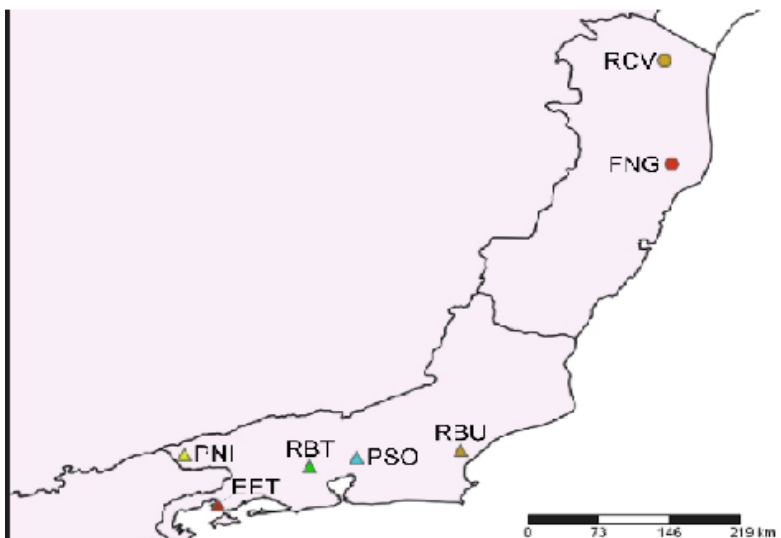 RCV
FNG
RBU
PNI
RBT
PSO
EET
0 73 146 219 km